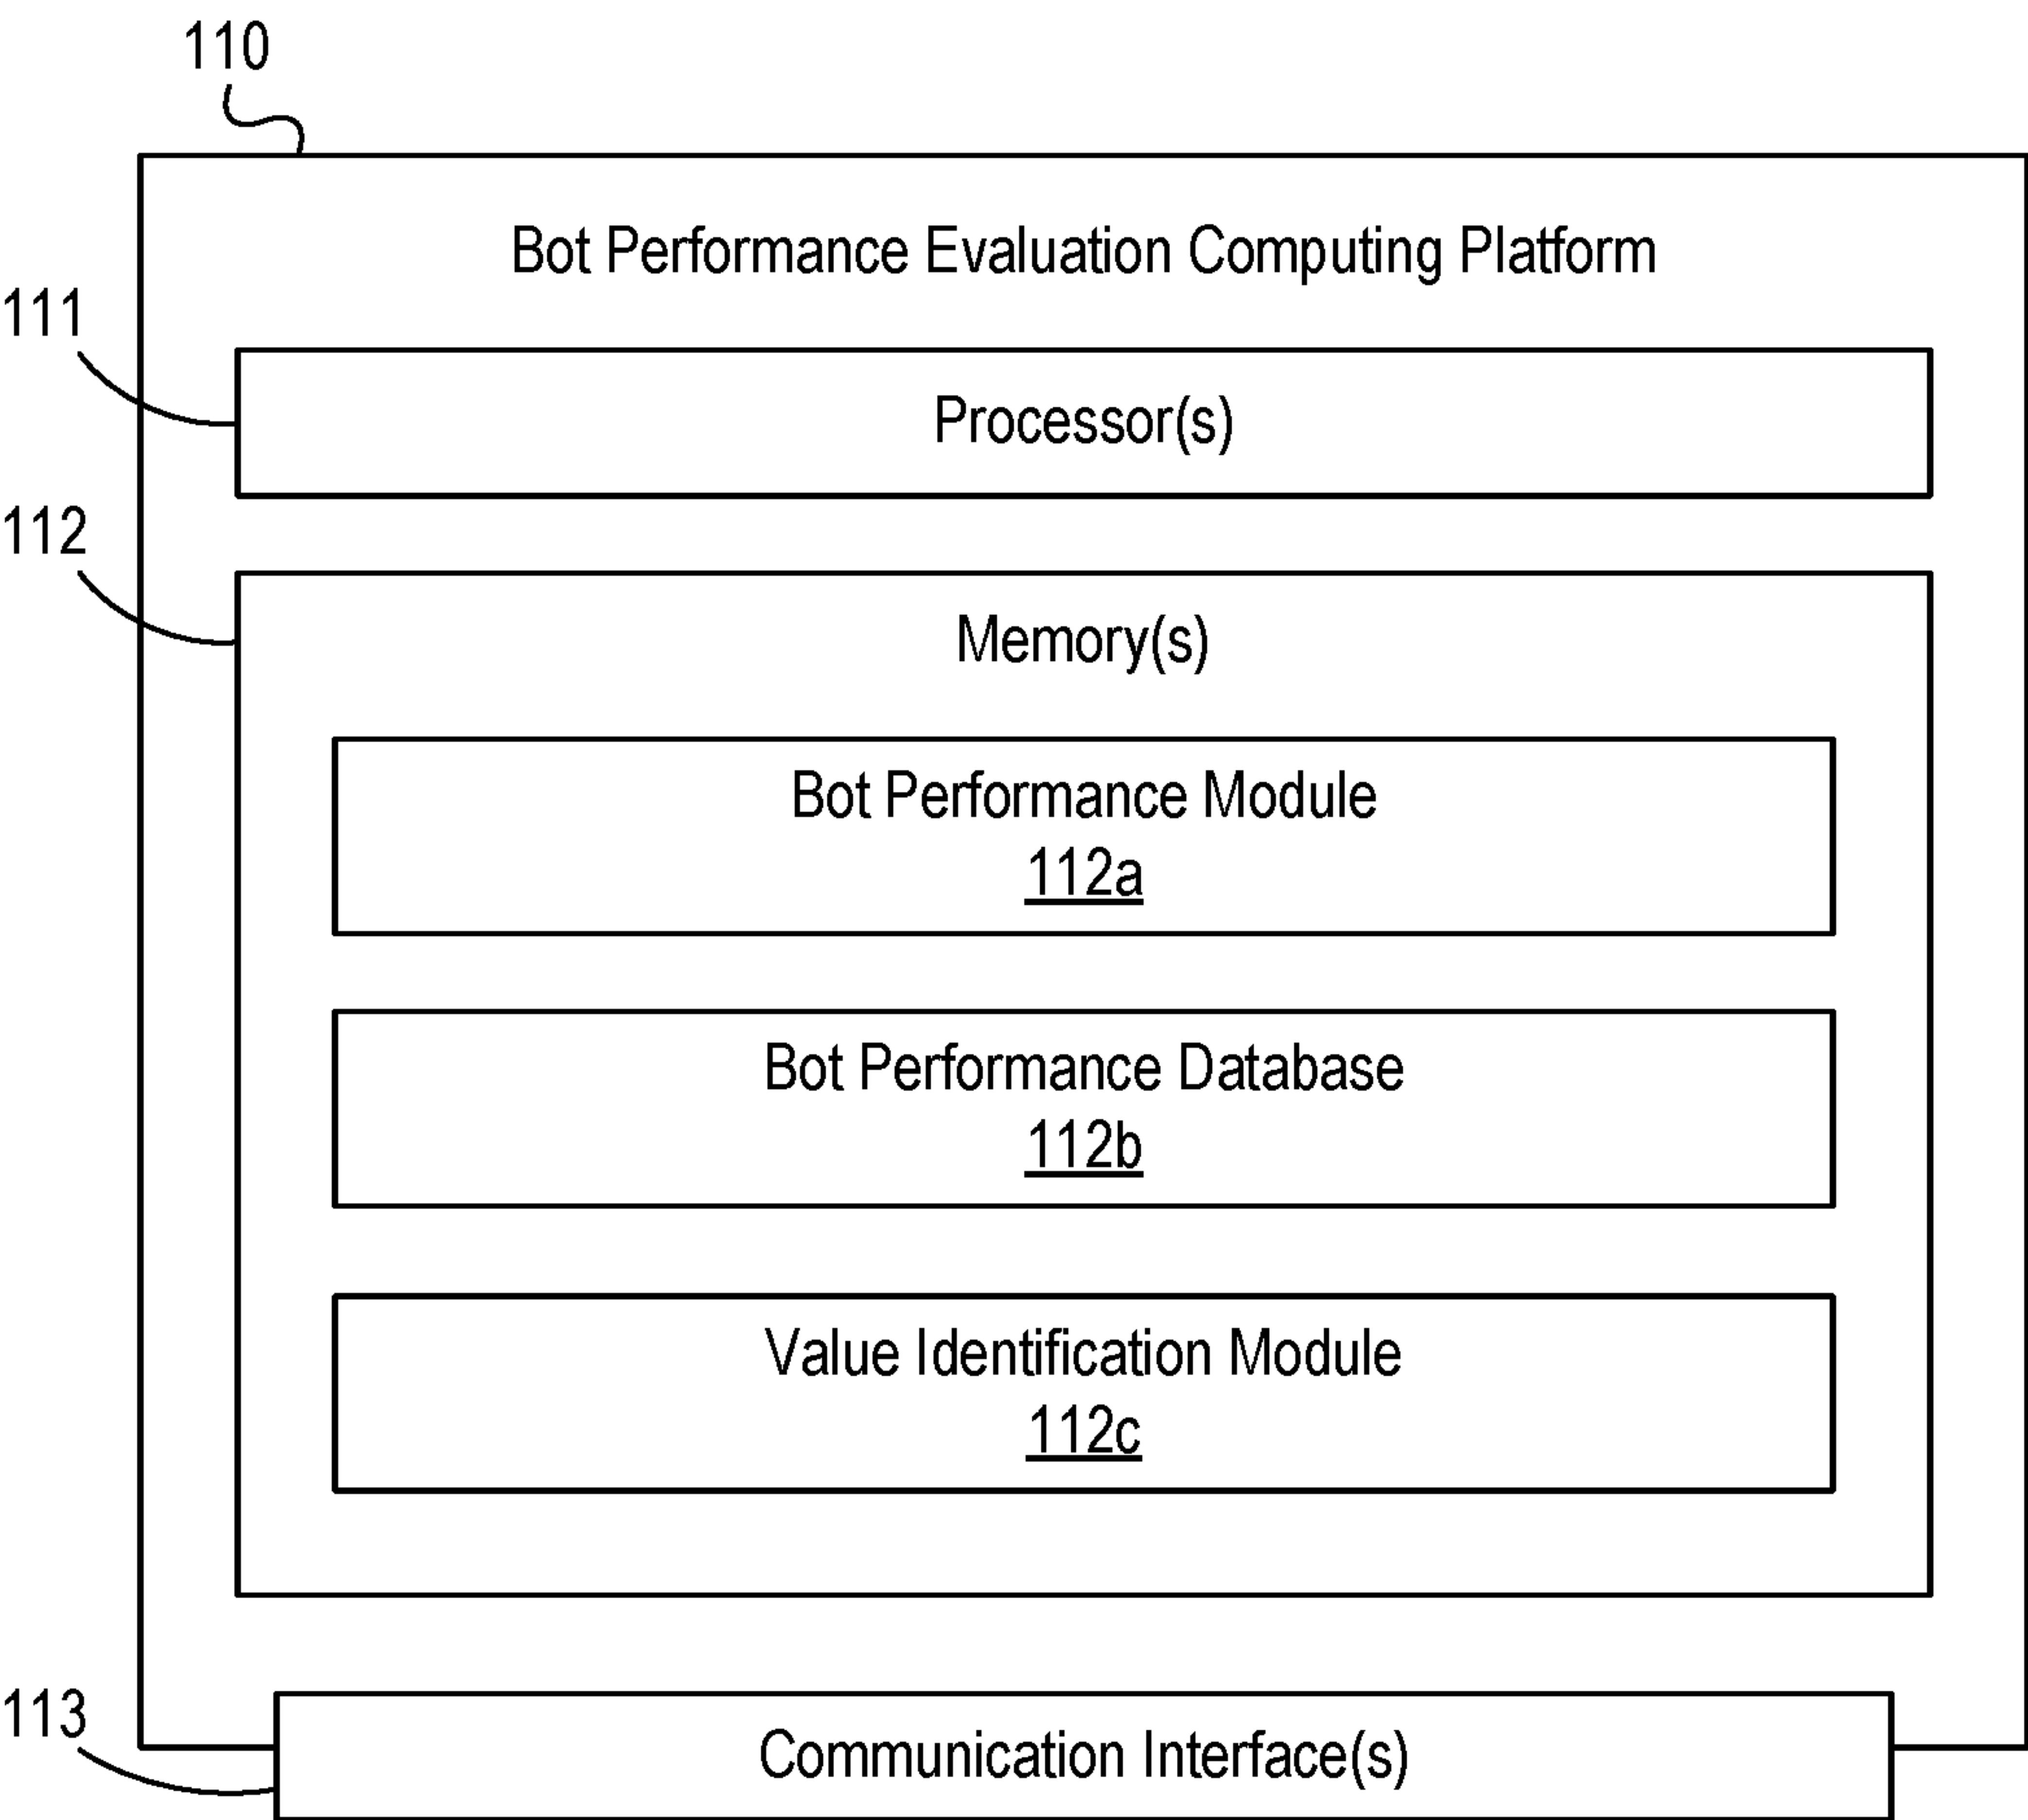 110
Bot Performance Evaluation Computing Platform
111
Processor(s)
112
Memory(s)
Bot Performance Module
112a
Bot Performance Database
112b
Value Identification Module
112c
113
Communication Interface(s)